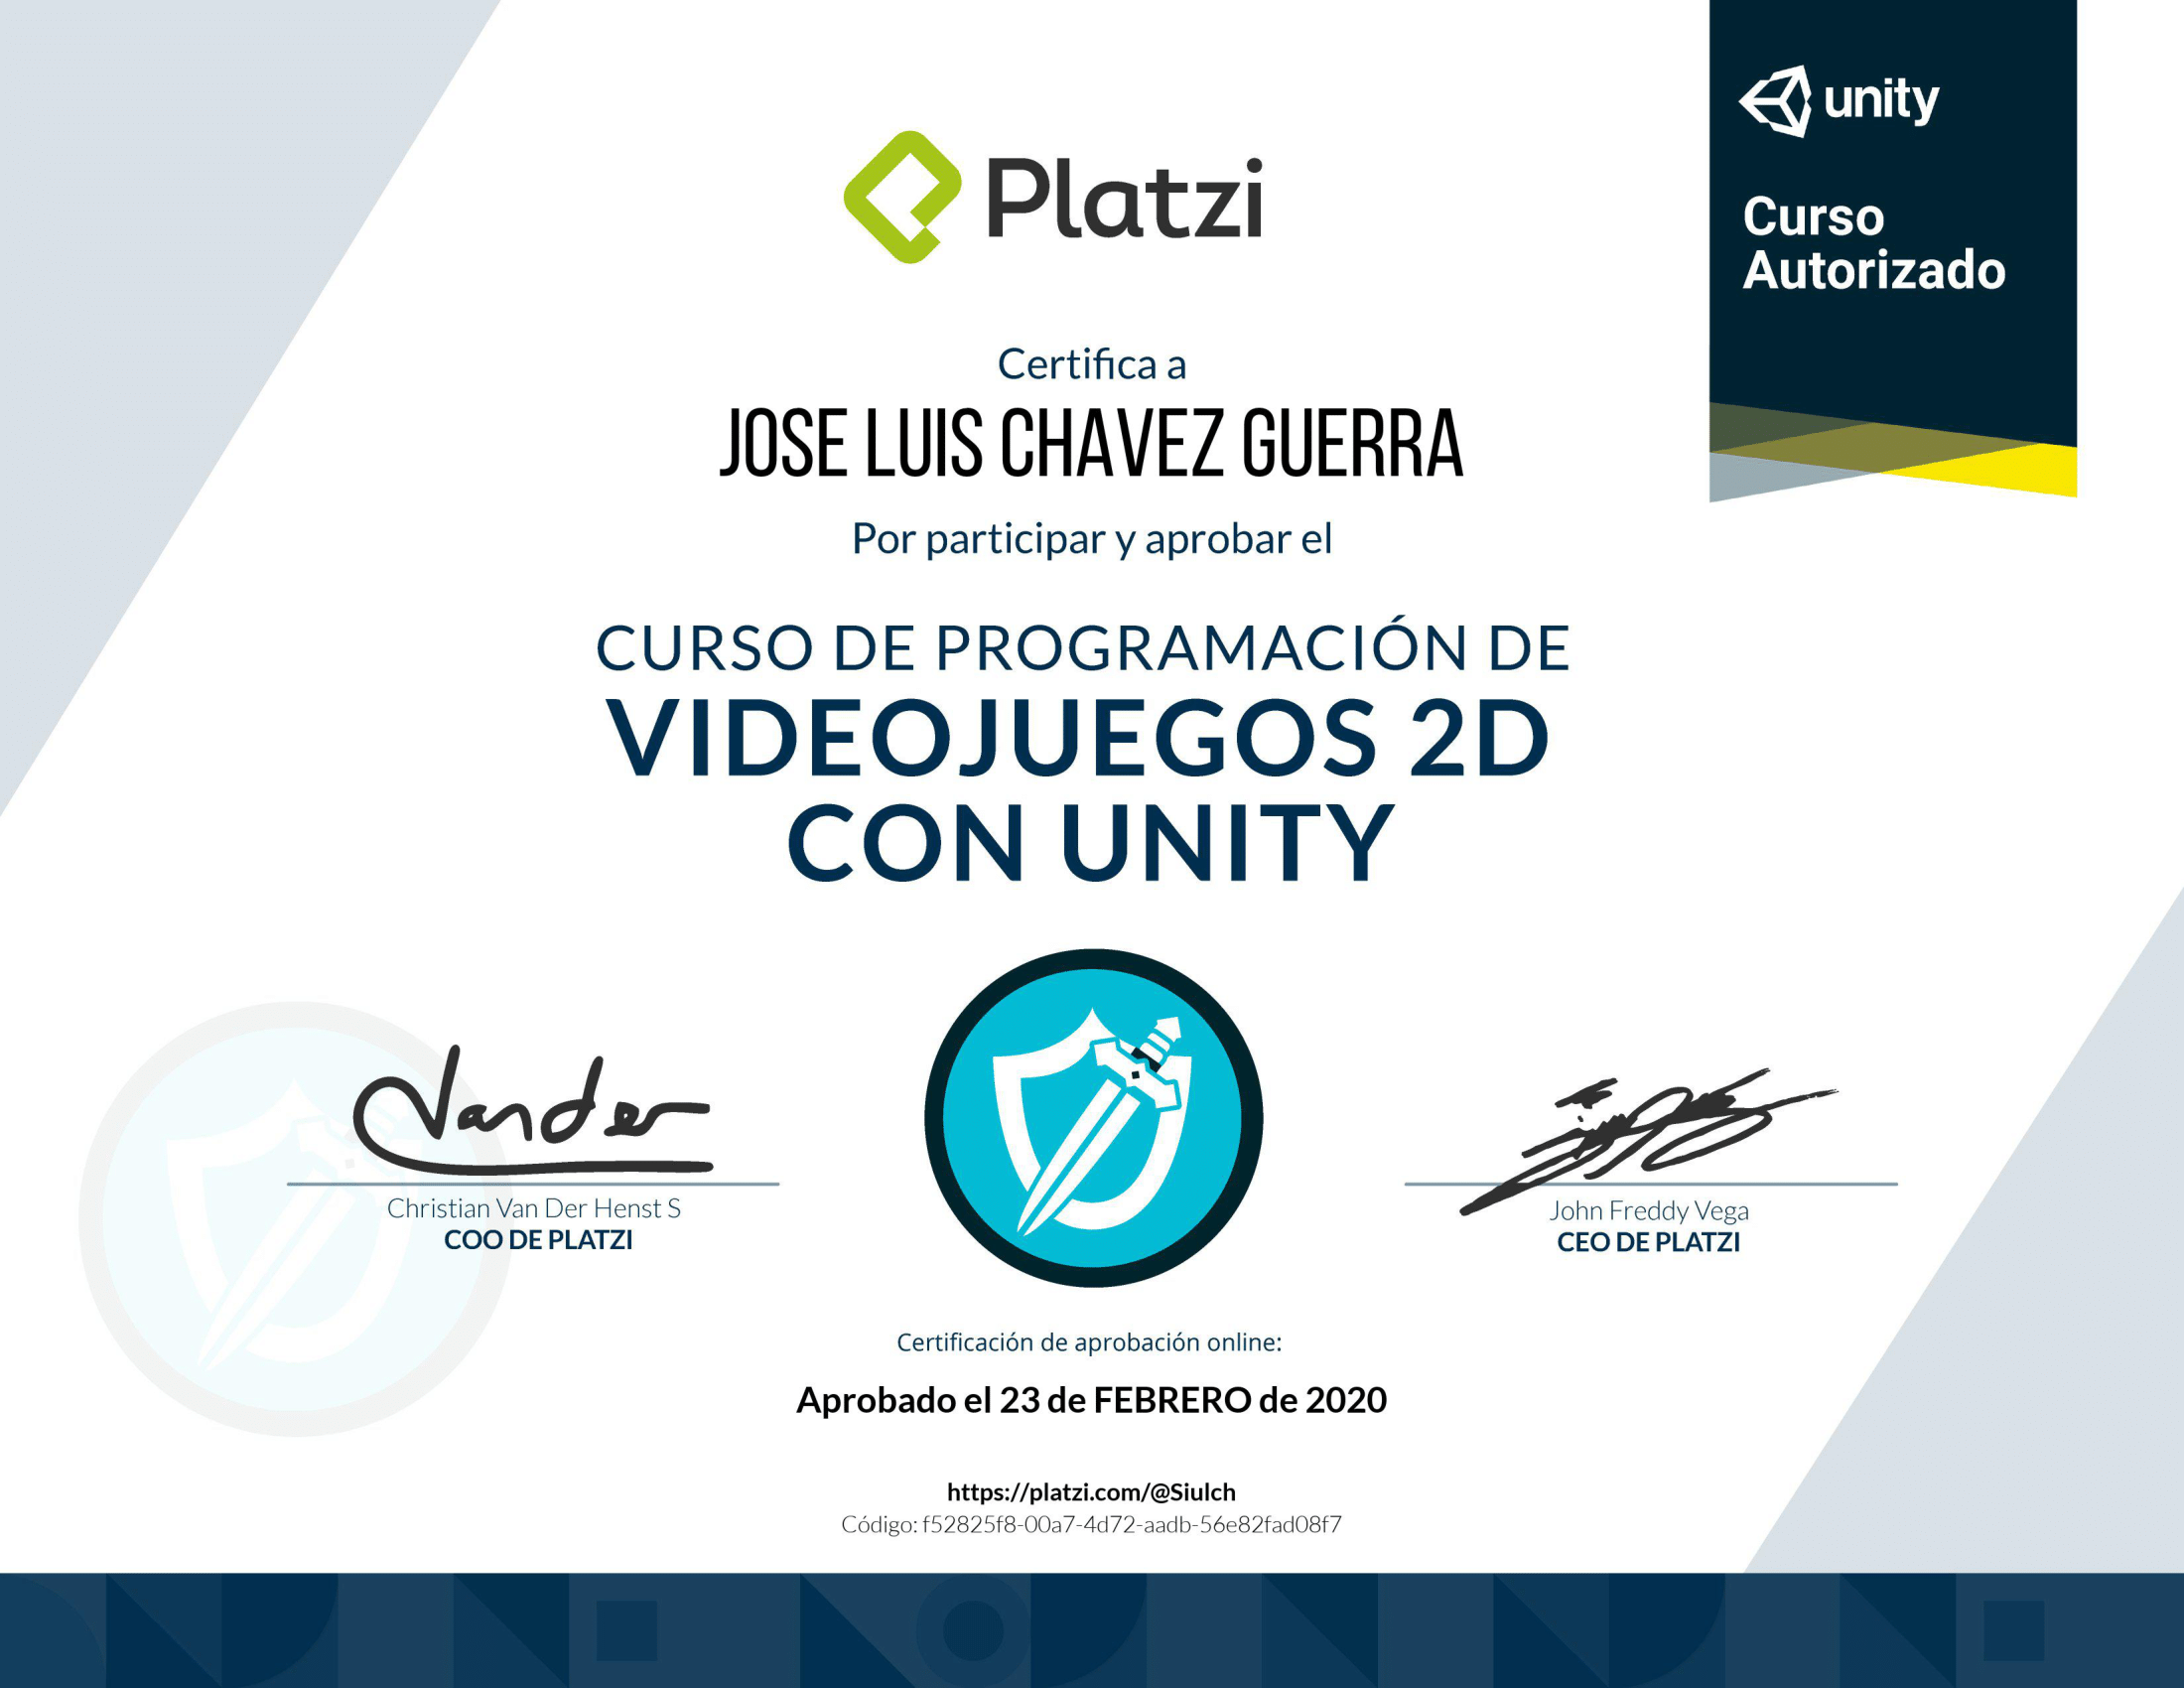 unity
Curso
Autorizado
Platzi
Certifica a
JOSE LUIS CHAVEZ GUERRA
Por participar y aprobar el
CURSO DE PROGRAMACIÓN DE
VIDEOJUEGOS 2D
CON UNITY
Vander
Christian Van Der Henst S
COO DE PLATZI
John Freddy Vega
CEO DE PLATZI
Certificación de aprobación online:
Aprobado el 23 de FEBRERO de 2020
https://platzi.com/@Siulch
Código: f52825f8-00a7-4d72-aadb-56e82fad08f7